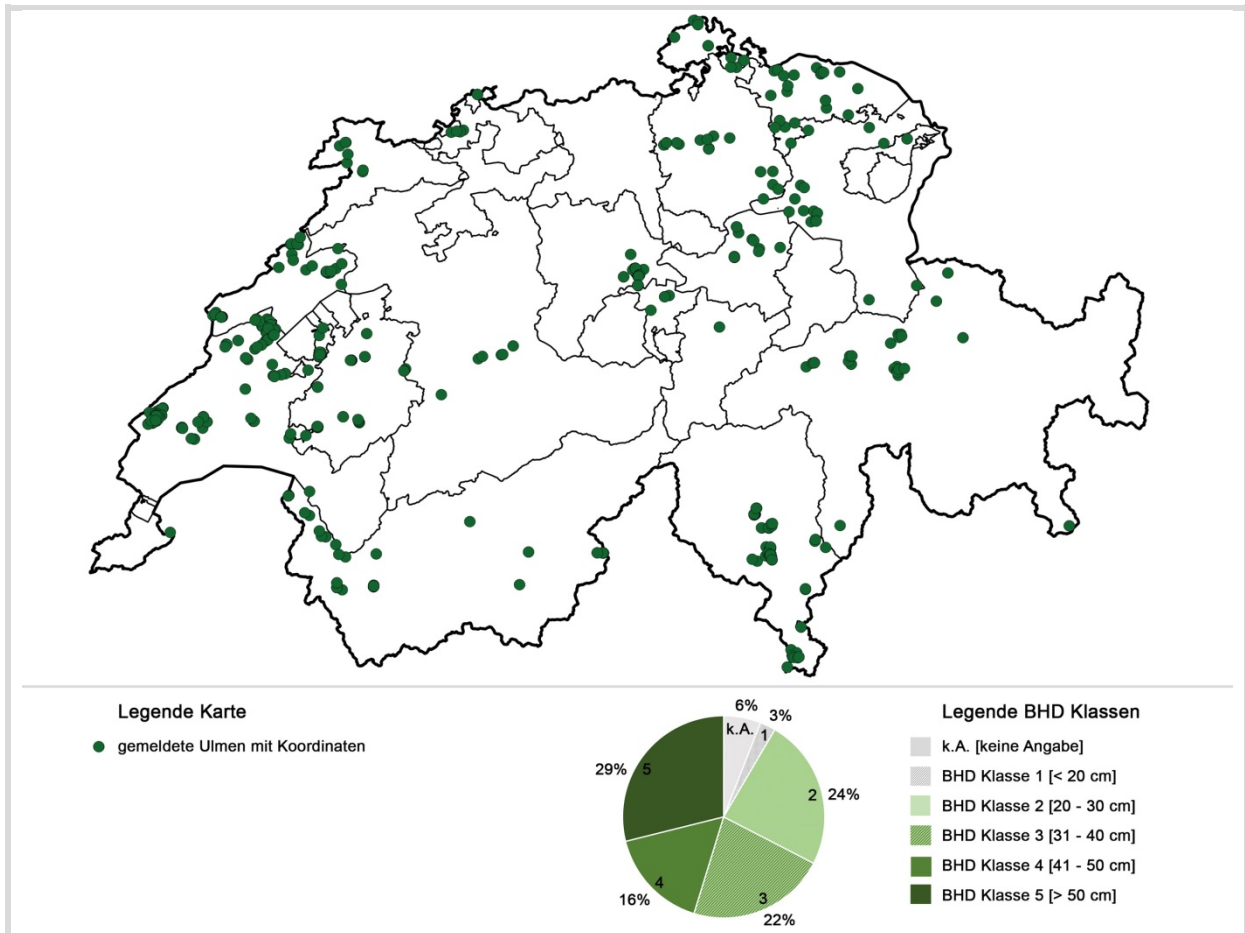 Legende Karte
gemeldete Ulmen mit Koordinaten
6%
k.A.
3%
1
29%
5
2
24%
4
16%
3
22%
Legende BHD Klassen
k.A. [keine Angabe]
BHD Klasse 1 [< 20 cm]
BHD Klasse 2 [20 - 30 cm]
BHD Klasse 3 [31 - 40 cm]
BHD Klasse 4 [41 - 50 cm]
BHD Klasse 5 [> 50 cm]